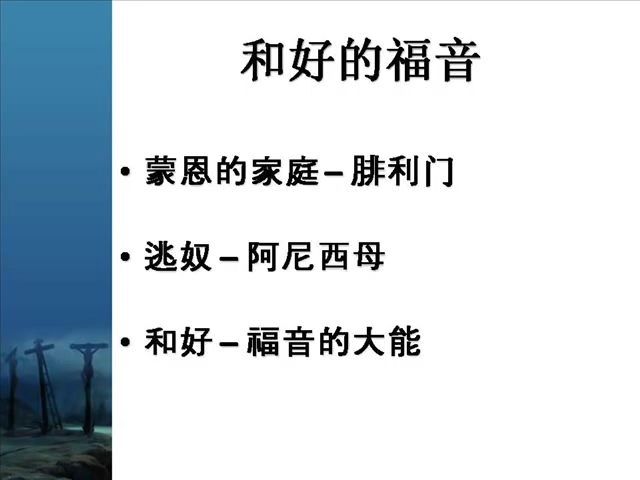 和好的福音
• 蒙恩的家庭–腓利门
• 逃奴–阿尼西母
• 和好–福音的大能